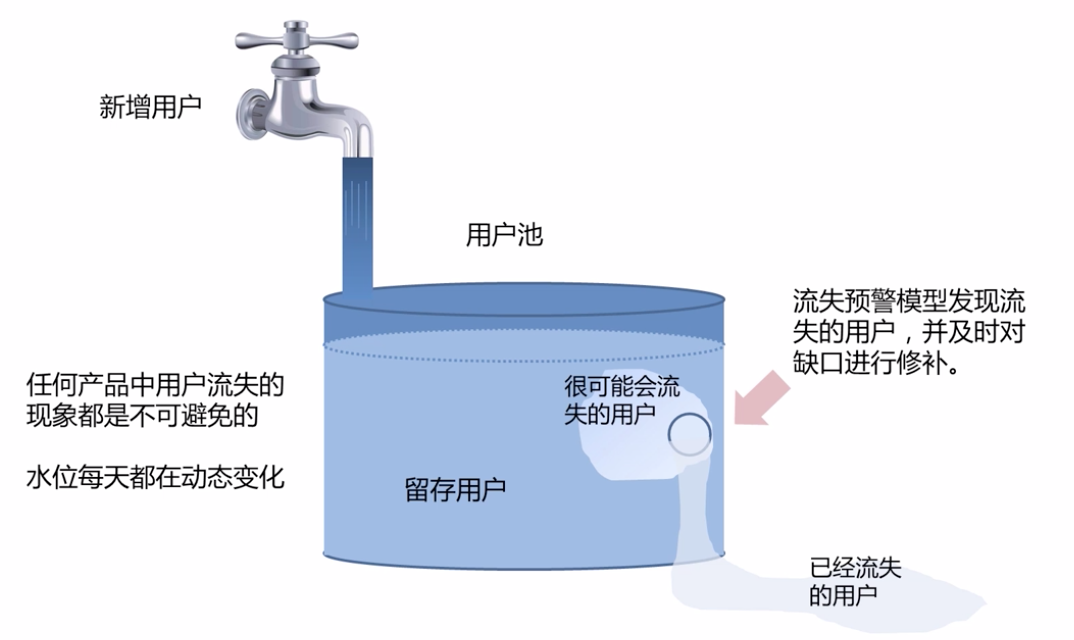 新增用户
用户池
流失预警模型发现流
失的用户，并及时对
缺口进行修补。
任何产品中用户流失的
现象都是不可避免的
水位每天都在动态变化
很可能会流
失的用户
留存用户
已经流失
的用户